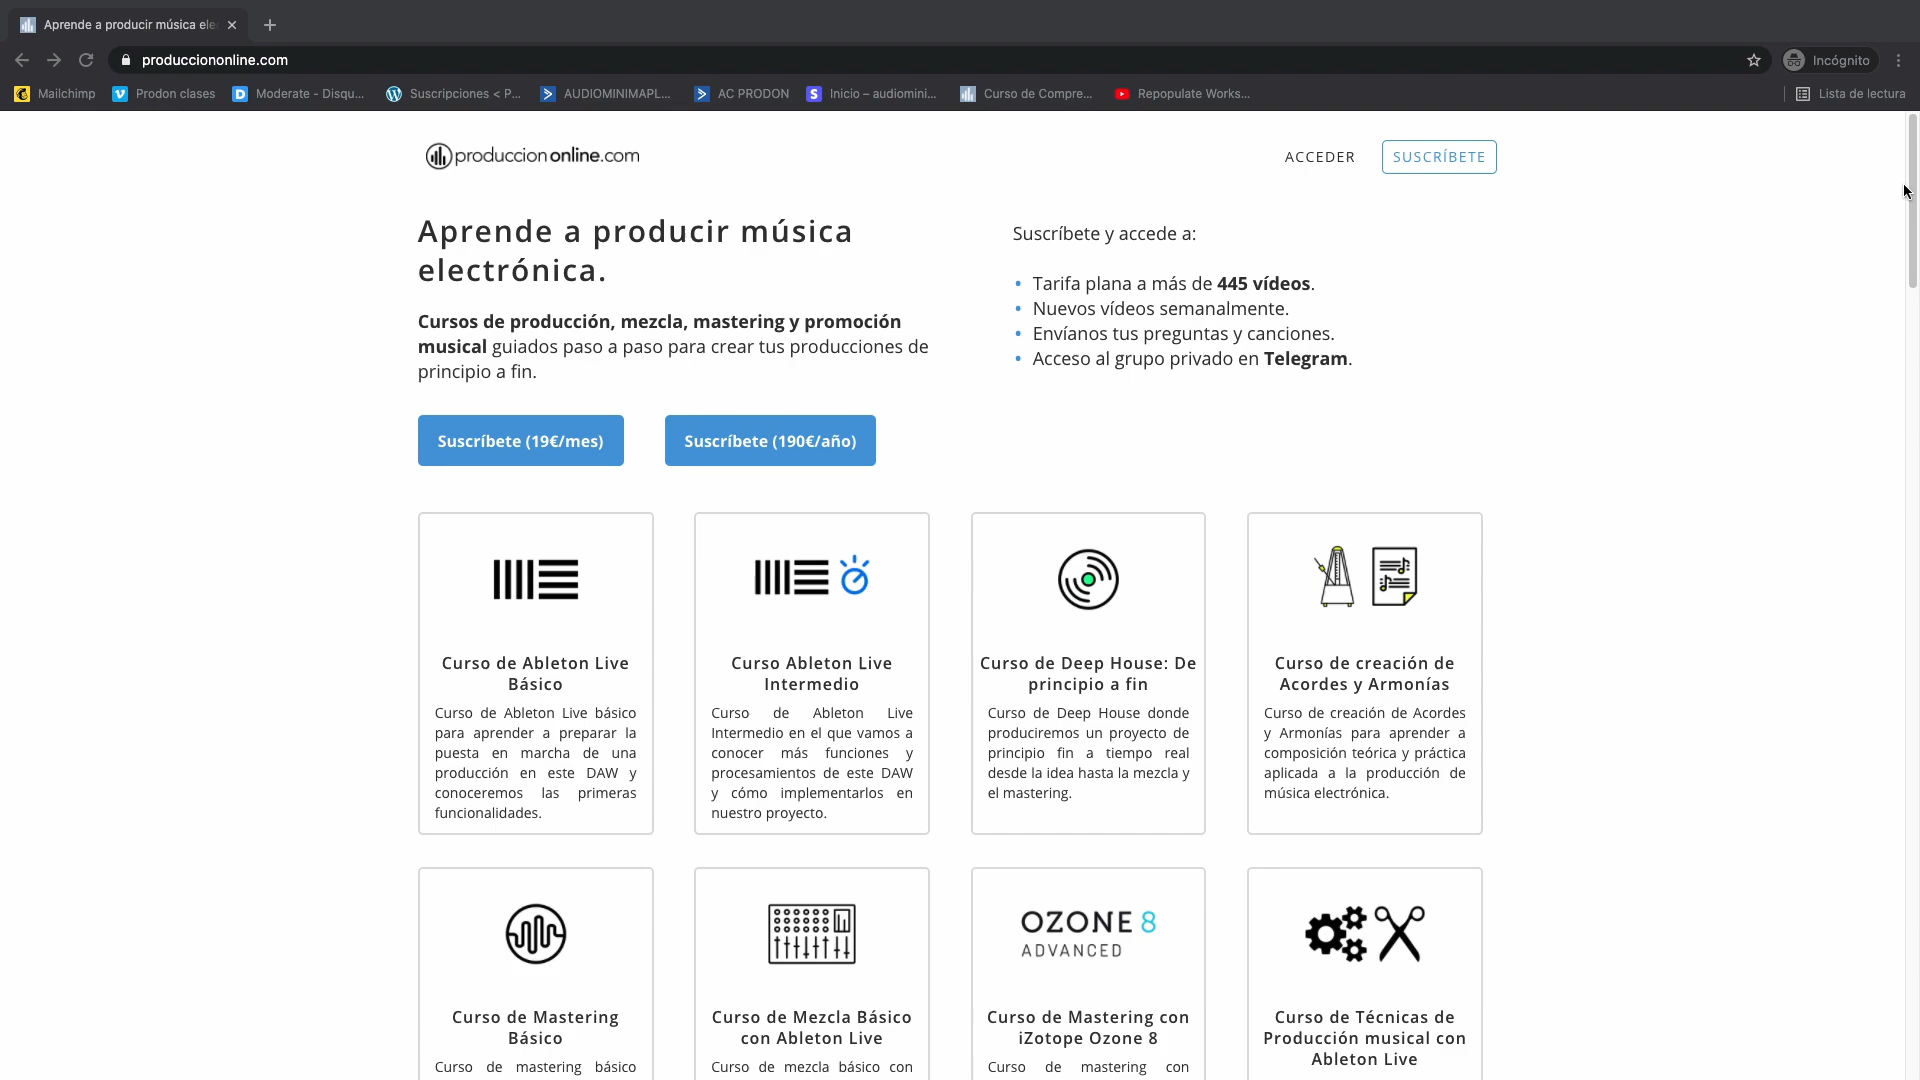 Aprende a producir música ele
producciononline.com
Incógnito
Mailchimp
Prodon clases
Moderate - Disqu...
Suscripciones < P...
AUDIOMINIMAPL...
AC PRODON
Inicio – audiomini...
Curso de Compre...
Repopulate Works...
Lista de lectura
produccion online.com
ACCEDER
SUSCRÍBETE
Aprende a producir música
electrónica.
Cursos de producción, mezcla, mastering y promoción
musical guiados paso a paso para crear tus producciones de
principio a fin.
Suscríbete (19€/mes)
Suscríbete (190€/año)
Suscríbete y accede a:
• Tarifa plana a más de 445 vídeos.
• Nuevos vídeos semanalmente.
• Envíanos tus preguntas y canciones.
• Acceso al grupo privado en Telegram.
Curso de Ableton Live
Básico
Curso de Ableton Live básico
para aprender a preparar la
puesta en marcha de una
producción en este DAW y
conoceremos las primeras
funcionalidades.
Curso Ableton Live
Intermedio
Curso de Ableton Live
Intermedio en el que vamos a
conocer más funciones y
procesamientos de este DAW
y cómo implementarlos en
nuestro proyecto.
Curso de Deep House: De
principio a fin
Curso de Deep House donde
produciremos un proyecto de
principio fin a tiempo real
desde la idea hasta la mezcla y
el mastering.
Curso de creación de
Acordes y Armonías
Curso de creación de Acordes
y Armonías para aprender a
composición teórica y práctica
aplicada a la producción de
música electrónica.
Curso de Mastering
Básico
Curso de mastering básico
Curso de Mezcla Básico
con Ableton Live
Curso de mezcla básico con
OZONE 8
ADVANCED
Curso de Mastering con
iZotope Ozone 8
Curso de mastering con
Curso de Técnicas de
Producción musical con
Ableton Live